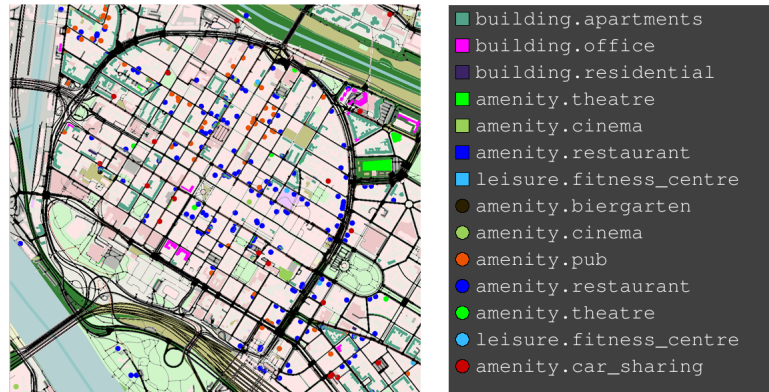 building.apartments
building.office
building.residential
amenity.theatre
amenity.cinema
amenity.restaurant
leisure.fitness_centre
amenity.biergarten
amenity.cinema
amenity.pub
amenity.restaurant
amenity.theatre
leisure.fitness_centre
amenity.car_sharing